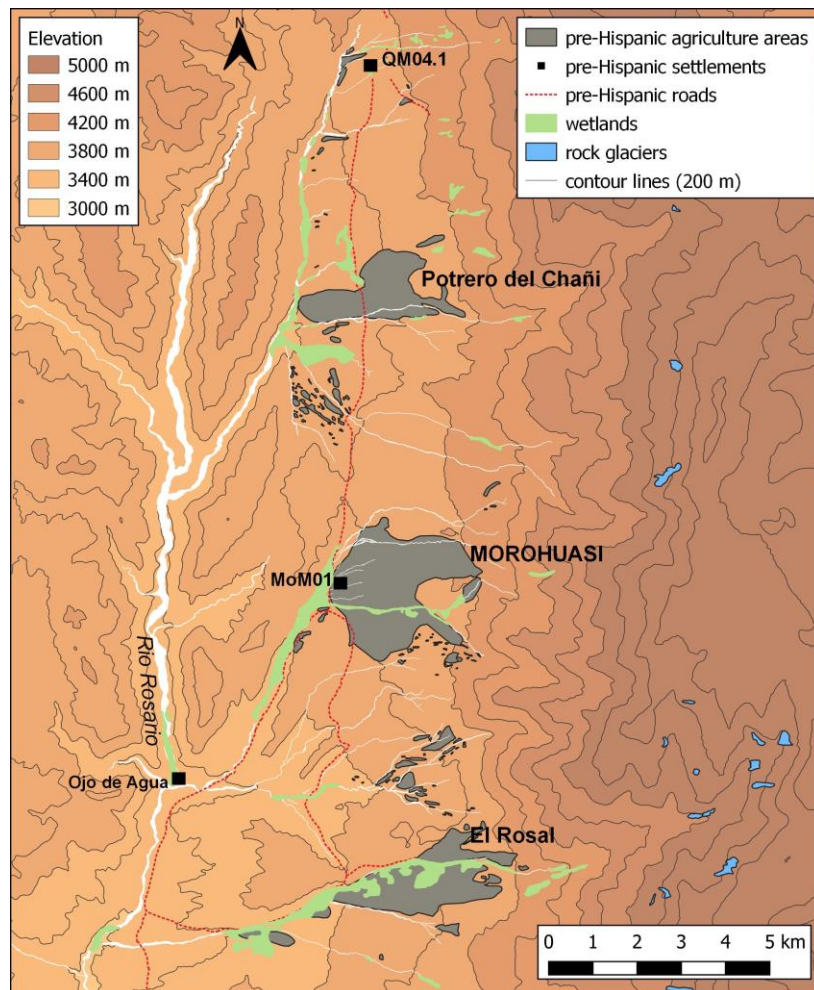 Elevation
5000 m
4600 m
4200 m
3800 m
3400 m
3000 m
N
pre-Hispanic agriculture areas
pre-Hispanic settlements
pre-Hispanic roads
wetlands
rock glaciers
contour lines (200 m)
QM04.1
Potrero del Chañi
MOROHUASI
MoM01
Rio Rosario
Ojo de Agua
El Rosal
0 1 2 3 4 5 km